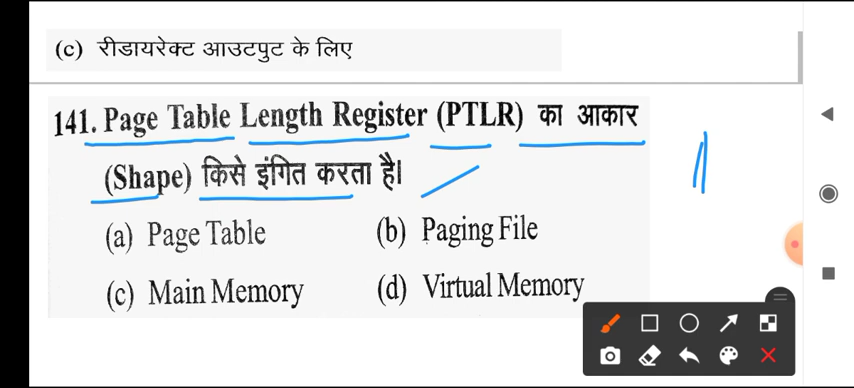 (c) रीडायरेक्ट आउटपुट के लिए
141. Page Table Length Register (PTLR) का आकार
(Shape) किसे इंगित करता है।
(a) Page Table (b) Paging File
(c) Main Memory (d) Virtual Memory